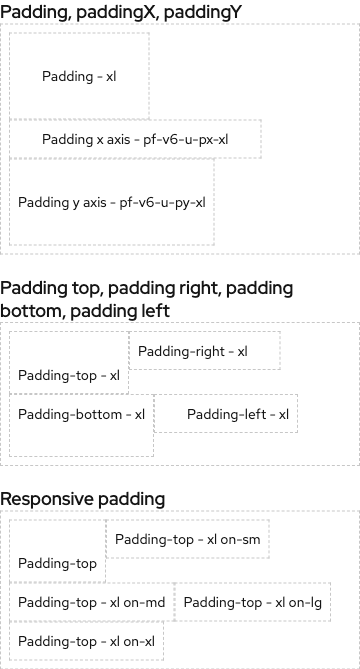 Padding, paddingX, paddingY
Padding - xl
Padding x axis - pf-v6-u-px-xl
Padding y axis - pf-v6-u-py-xl
Padding top, padding right, padding
bottom, padding left
Padding-top - xl
Padding-right - xl
Padding-bottom - xl
Padding-left - xl
Responsive padding
Padding-top
Padding-top - xl on-sm
Padding-top - xl on-md
Padding-top - xl on-lg
Padding-top - xl on-xl